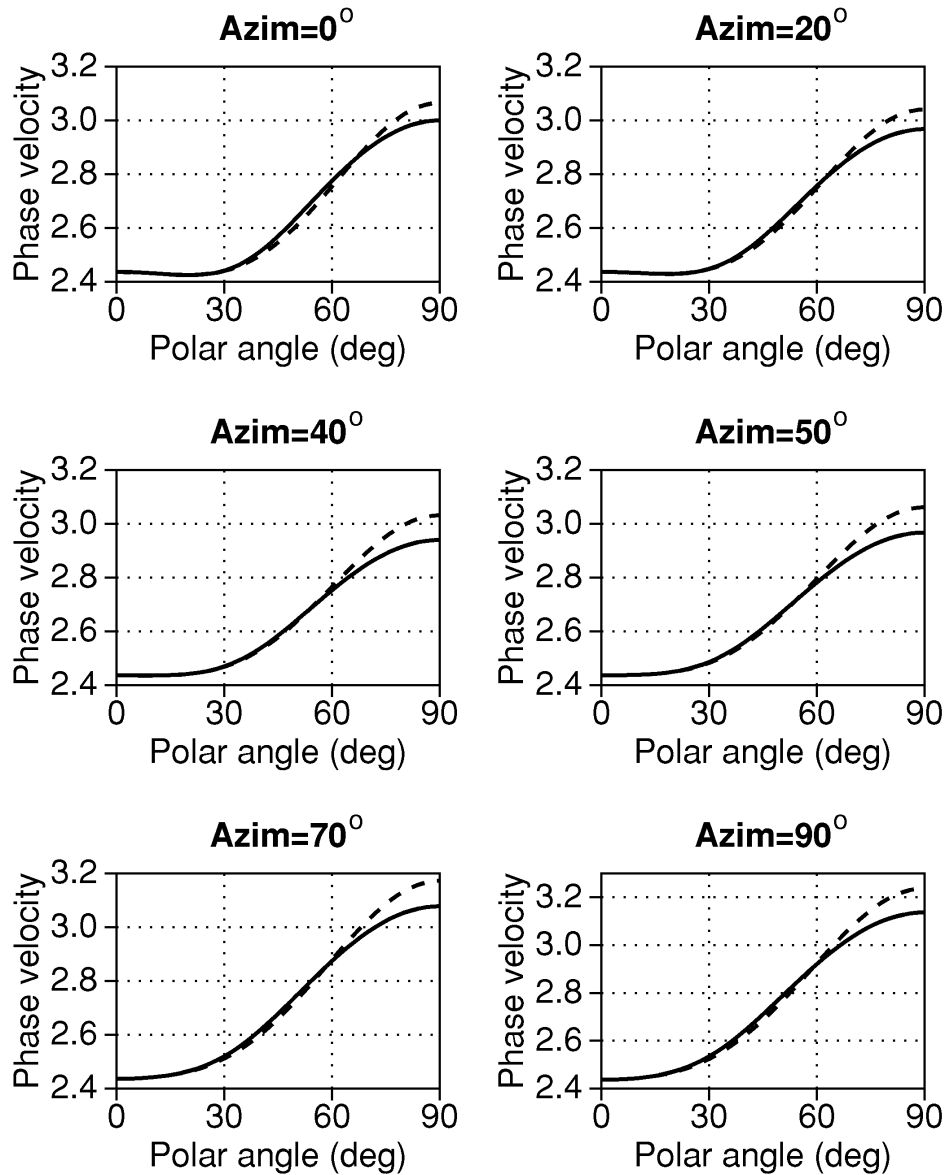 Azim=0°
Azim=20°
Phase velocity
3.2
3.0
2.8
2.6
2.4
0 30 60 90
Polar angle (deg)
Phase velocity
3.2
3.0
2.8
2.6
2.4
0 30 60 90
Polar angle (deg)
Azim=40°
Azim=50°
Phase velocity
3.2
3.0
2.8
2.6
2.4
0 30 60 90
Polar angle (deg)
Phase velocity
3.2
3.0
2.8
2.6
2.4
0 30 60 90
Polar angle (deg)
Azim=70°
Azim=90°
Phase velocity
3.2
3.0
2.8
2.6
2.4
0 30 60 90
Polar angle (deg)
Phase velocity
3.2
3.0
2.8
2.6
2.4
0 30 60 90
Polar angle (deg)